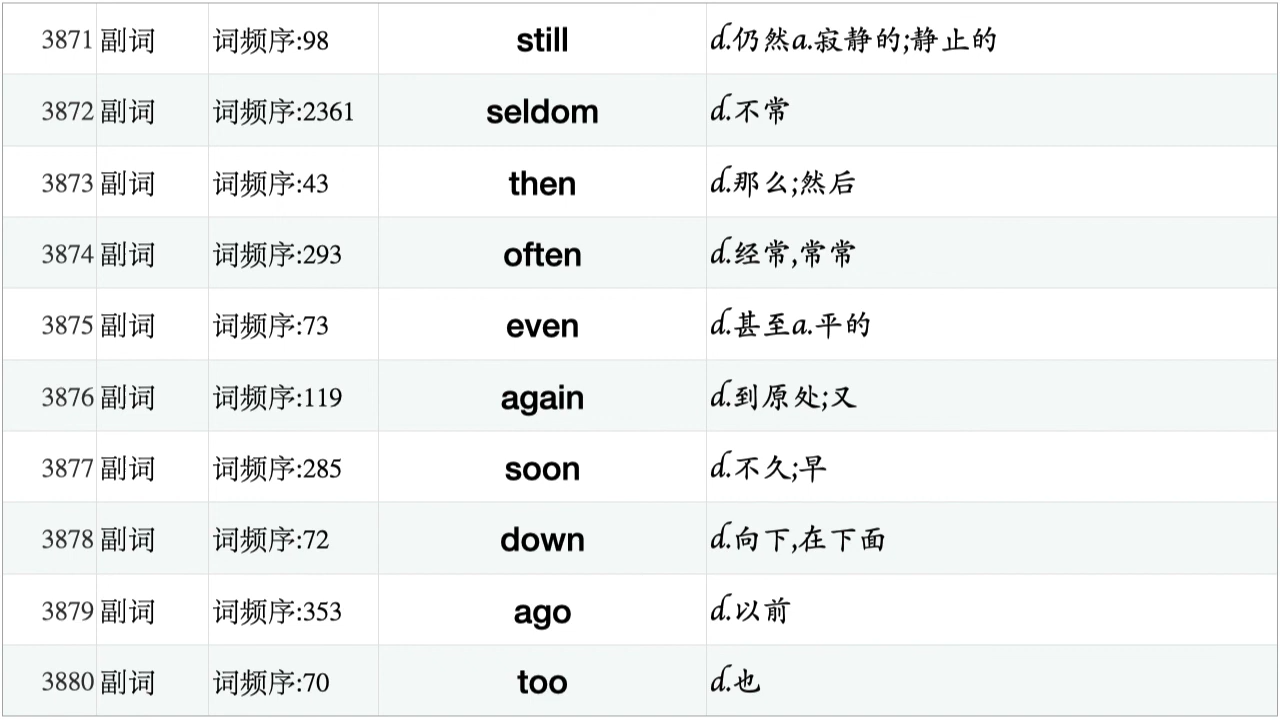 3871 副词 词频序:98 still d.仍然a.寂静的;静止的
3872 副词 词频序:2361 seldom d.不常
3873 副词 词频序:43 then d.那么;然后
3874 副词 词频序:293 often d.经常,常常
3875 副词 词频序:73 even d.甚至a.平的
3876 副词 词频序:119 again d.到原处;又
3877 副词 词频序:285 soon d.不久;早
3878 副词 词频序:72 down d.向下,在下面
3879 副词 词频序:353 ago d.以前
3880 副词 词频序:70 too d.也